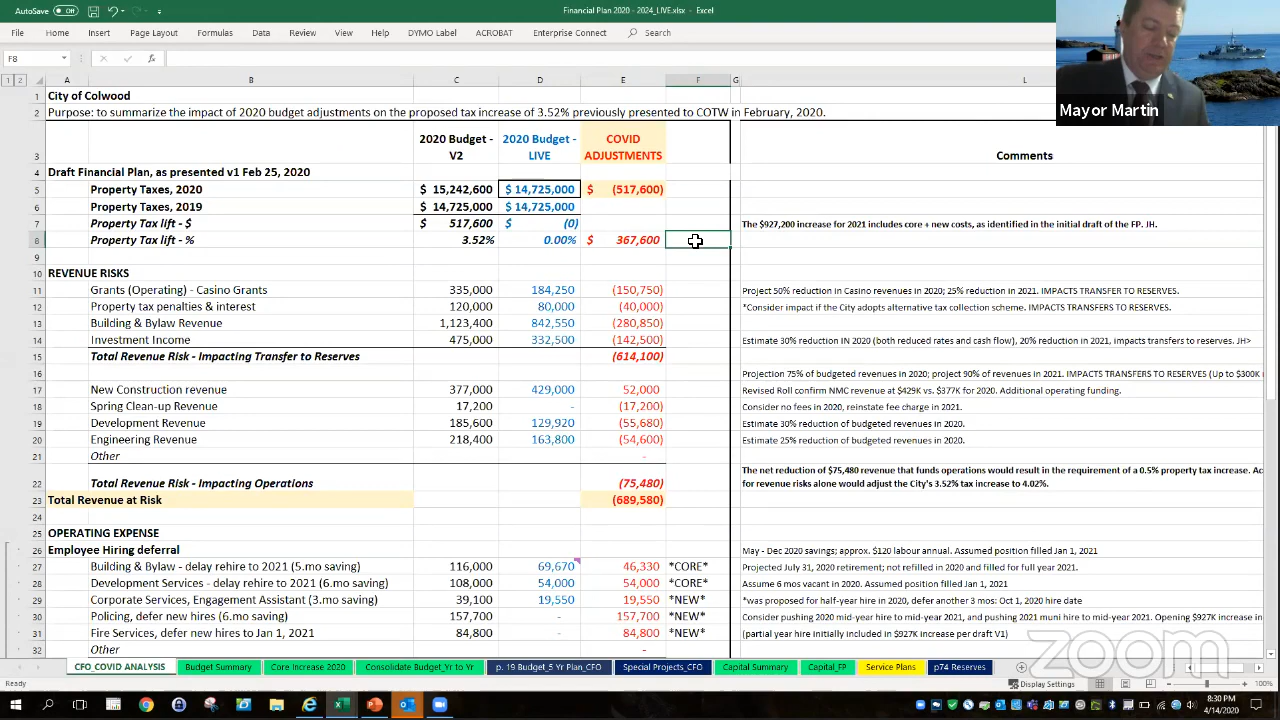 AutoSave Off
Financial Plan 2020 - 2024_LIVE.xlsx - Excel
File Home Insert Page Layout Formulas Data Review View Help DYMO Label ACROBAT Enterprise Connect Search
F8 fx
Mayor Martin
1 2 A B C D E F G L
1 City of Colwood
2 Purpose: to summarize the impact of 2020 budget adjustments on the proposed tax increase of 3.52% previously presented to COTW in February, 2020.
2020 Budget - 2020 Budget - COVID
3 V2 LIVE ADJUSTMENTS Comments
4 Draft Financial Plan, as presented v1 Feb 25, 2020
5 Property Taxes, 2020 $ 15,242,600 $ 14,725,000 $ (517,600)
6 Property Taxes, 2019 $ 14,725,000 $ 14,725,000
7 Property Tax lift - $ $ 517,600 $ (0) The $927,200 increase for 2021 includes core + new costs, as identified in the initial draft of the FP. JH.
8 Property Tax lift - % 3.52% 0.00% $ 367,600
9
10 REVENUE RISKS
11 Grants (Operating) - Casino Grants 335,000 184,250 (150,750) Project 50% reduction in Casino revenues in 2020; 25% reduction in 2021. IMPACTS TRANSFER TO RESERVES.
12 Property tax penalties & interest 120,000 80,000 (40,000) *Consider impact if the City adopts alternative tax collection scheme. IMPACTS TRANSFERS TO RESERVES.
13 Building & Bylaw Revenue 1,123,400 842,550 (280,850)
14 Investment Income 475,000 332,500 (142,500) Estimate 30% reduction IN 2020 (both reduced rates and cash flow), 20% reduction in 2021, impacts transfer to reserves. JH>
15 Total Revenue Risk - Impacting Transfer to Reserves (614,100)
16 Projection 75% of budgeted revenues in 2020; project 90% of revenues in 2021. IMPACTS TRANSFERS TO RESERVES (Up to $300K
17 New Construction revenue 377,000 429,000 52,000 Revised Roll confirm NMC revenue at $429K vs. $377K for 2020. Additional operating funding.
18 Spring Clean-up Revenue 17,200 - (17,200) Consider no fees in 2020, reinstate fee charge in 2021.
19 Development Revenue 185,600 129,920 (55,680) Estimate 30% reduction of budgeted revenues in 2020.
20 Engineering Revenue 218,400 163,800 (54,600) Estimate 25% reduction of budgeted revenues in 2020.
21 Other -
The net reduction of $75,480 revenue that funds operations would result in the requirement of a 0.5% property tax increase. Ac
22 Total Revenue Risk - Impacting Operations (75,480) for revenue risks alone would adjust the City's 3.52% tax increase to 4.02%.
23 Total Revenue at Risk (689,580)
24
25 OPERATING EXPENSE
26 Employee Hiring deferral May - Dec 2020 savings; approx. $120 labour annual. Assumed position filled Jan 1, 2021
27 Building & Bylaw - delay rehire to 2021 (5.mo saving) 116,000 69,670 46,330 *CORE* Projected July 31, 2020 retirement; not refilled in 2020 and filled for full year 2021.
28 Development Services - delay rehire to 2021 (6.mo saving) 108,000 54,000 54,000 *CORE* Assume 6 mos vacant in 2020. Assumed position filled Jan 1, 2021
29 Corporate Services, Engagement Assistant (3.mo saving) 39,100 19,550 19,550 *NEW* *was proposed for half-year hire in 2020, defer another 3 mos: Oct 1, 2020 hire date
30 Policing, defer new hires (6.mo saving) 157,700 - 157,700 *NEW* Consider pushing 2020 mid-year hire to mid-year 2021, and pushing 2021 muni hire to mid-year 2021. Opening $927K increase in
31 Fire Services, defer new hires to Jan 1, 2021 84,800 - 84,800 *NEW* (partial year hire initially included in $927K increase per draft V1)
32 Other - -
CFO_COVID ANALYSIS Budget Summary Core Increase 2020 Consolidate Budget_Yr to Yr p. 19 Budget_5 Yr Plan_CFO Special Projects_CFO Capital Summary Capital_FP Service Plans p74 Reserves
zoom
Ready Display Settings 100%
8:30 PM
4/14/2020